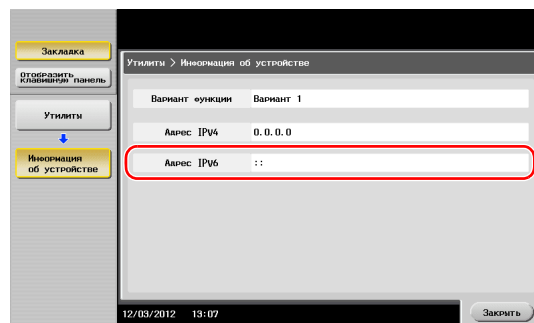 Закладка
Утилиты > Информация об устройстве
Отобразить
клавишную панель
Вариант функции Вариант 1
Утилиты
Адрес IPv4 0.0.0.0
Информация
об устройстве
Адрес IPv6 ::
12/03/2012 13:07
Закрыть